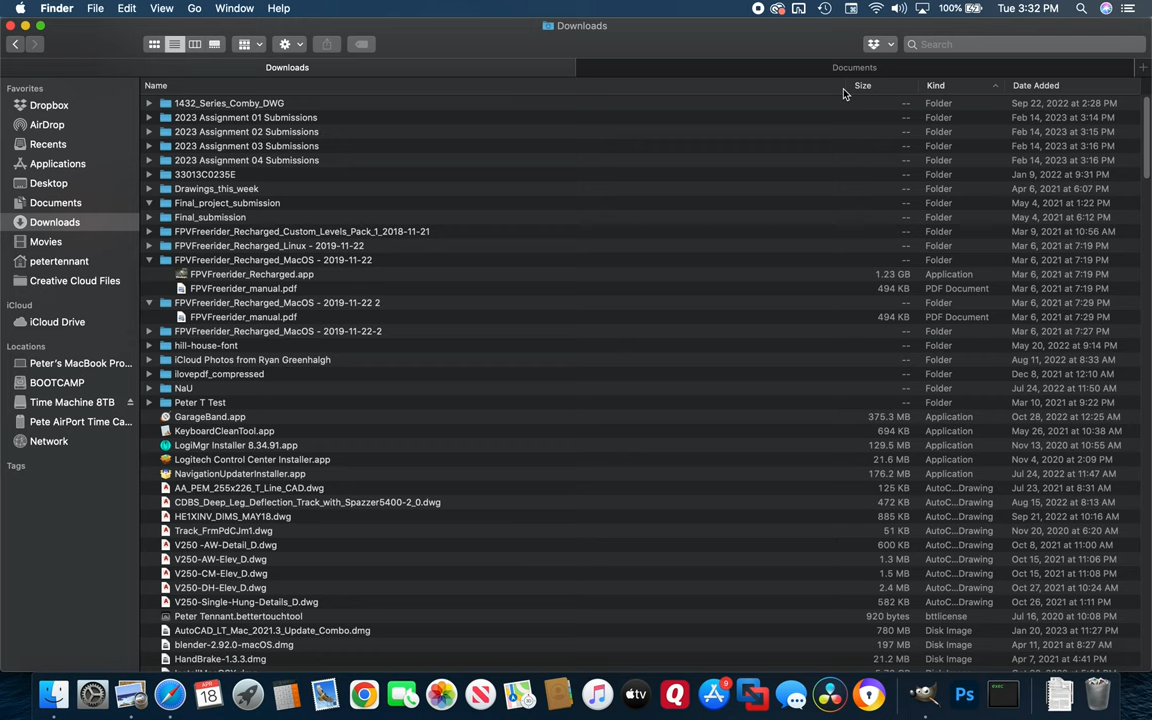 Finder File Edit View Go Window Help 100% Tue 3:32 PM
Downloads
Search
Downloads Documents
Favorites
Dropbox
AirDrop
Recents
Applications
Desktop
Documents
Downloads
Movies
petertennant
Creative Cloud Files
iCloud
iCloud Drive
Locations
Peter's MacBook Pro...
BOOTCAMP
Time Machine 8TB
Pete AirPort Time Ca...
Network
Tags
Name Size Kind Date Added
1432_Series_Comby_DWG -- Folder Sep 22, 2022 at 2:28 PM
2023 Assignment 01 Submissions -- Folder Feb 14, 2023 at 3:14 PM
2023 Assignment 02 Submissions -- Folder Feb 14, 2023 at 3:15 PM
2023 Assignment 03 Submissions -- Folder Feb 14, 2023 at 3:16 PM
2023 Assignment 04 Submissions -- Folder Feb 14, 2023 at 3:16 PM
33013C0235E -- Folder Jan 9, 2022 at 9:31 PM
Drawings_this_week -- Folder Apr 6, 2021 at 6:07 PM
Final_project_submission -- Folder May 4, 2021 at 1:22 PM
Final_submission -- Folder May 4, 2021 at 6:12 PM
FPVFreerider_Recharged_Custom_Levels_Pack_1_2018-11-21 -- Folder Mar 9, 2021 at 10:56 AM
FPVFreerider_Recharged_Linux - 2019-11-22 -- Folder Mar 6, 2021 at 7:19 PM
FPVFreerider_Recharged_MacOS - 2019-11-22 -- Folder Mar 6, 2021 at 7:19 PM
FPVFreerider_Recharged.app 1.23 GB Application Mar 6, 2021 at 7:19 PM
FPVFreerider_manual.pdf 494 KB PDF Document Mar 6, 2021 at 7:19 PM
FPVFreerider_Recharged_MacOS - 2019-11-22 2 -- Folder Mar 6, 2021 at 7:29 PM
FPVFreerider_manual.pdf 494 KB PDF Document Mar 6, 2021 at 7:29 PM
FPVFreerider_Recharged_MacOS - 2019-11-22-2 -- Folder Mar 6, 2021 at 7:27 PM
hill-house-font -- Folder May 20, 2022 at 9:14 PM
iCloud Photos from Ryan Greenhalgh -- Folder Aug 11, 2022 at 8:33 AM
ilovepdf_compressed -- Folder Dec 8, 2021 at 12:10 AM
NaU -- Folder Jul 24, 2022 at 11:50 AM
Peter T Test -- Folder Mar 10, 2021 at 9:22 PM
GarageBand.app 375.3 MB Application Oct 28, 2022 at 12:25 AM
KeyboardCleanTool.app 694 KB Application May 26, 2021 at 10:38 AM
LogiMgr Installer 8.34.91.app 129.5 MB Application Nov 13, 2020 at 10:55 AM
Logitech Control Center Installer.app 21.6 MB Application Nov 4, 2020 at 2:09 PM
NavigationUpdaterInstaller.app 176.2 MB Application Jul 24, 2022 at 11:47 AM
AA_PEM_255x226_T_Line_CAD.dwg 125 KB AutoC...Drawing Jul 23, 2021 at 8:31 AM
CDBS_Deep_Leg_Deflection_Track_with_Spazzer5400-2_0.dwg 472 KB AutoC...Drawing Aug 15, 2022 at 8:13 AM
HE1XINV_DIMS_MAY18.dwg 885 KB AutoC...Drawing Sep 21, 2022 at 10:16 AM
Track_FrmPdCJm1.dwg 51 KB AutoC...Drawing Nov 20, 2020 at 6:20 AM
V250 -AW-Detail_D.dwg 600 KB AutoC...Drawing Oct 8, 2021 at 11:00 AM
V250-AW-Elev_D.dwg 1.3 MB AutoC...Drawing Oct 15, 2021 at 11:06 PM
V250-CM-Elev_D.dwg 1.5 MB AutoC...Drawing Oct 15, 2021 at 11:08 PM
V250-DH-Elev_D.dwg 2.4 MB AutoC...Drawing Oct 27, 2021 at 10:24 AM
V250-Single-Hung-Details_D.dwg 582 KB AutoC...Drawing Oct 26, 2021 at 1:11 PM
Peter Tennant.bettertouchtool 920 bytes bttlicense Jul 16, 2020 at 10:08 PM
AutoCAD_LT_Mac_2021.3_Update_Combo.dmg 780 MB Disk Image Jan 20, 2023 at 11:27 PM
blender-2.92.0-macOS.dmg 197 MB Disk Image Apr 11, 2021 at 8:27 AM
HandBrake-1.3.3.dmg 21.2 MB Disk Image Apr 7, 2021 at 4:41 PM
APR
18
9
Ps
exec